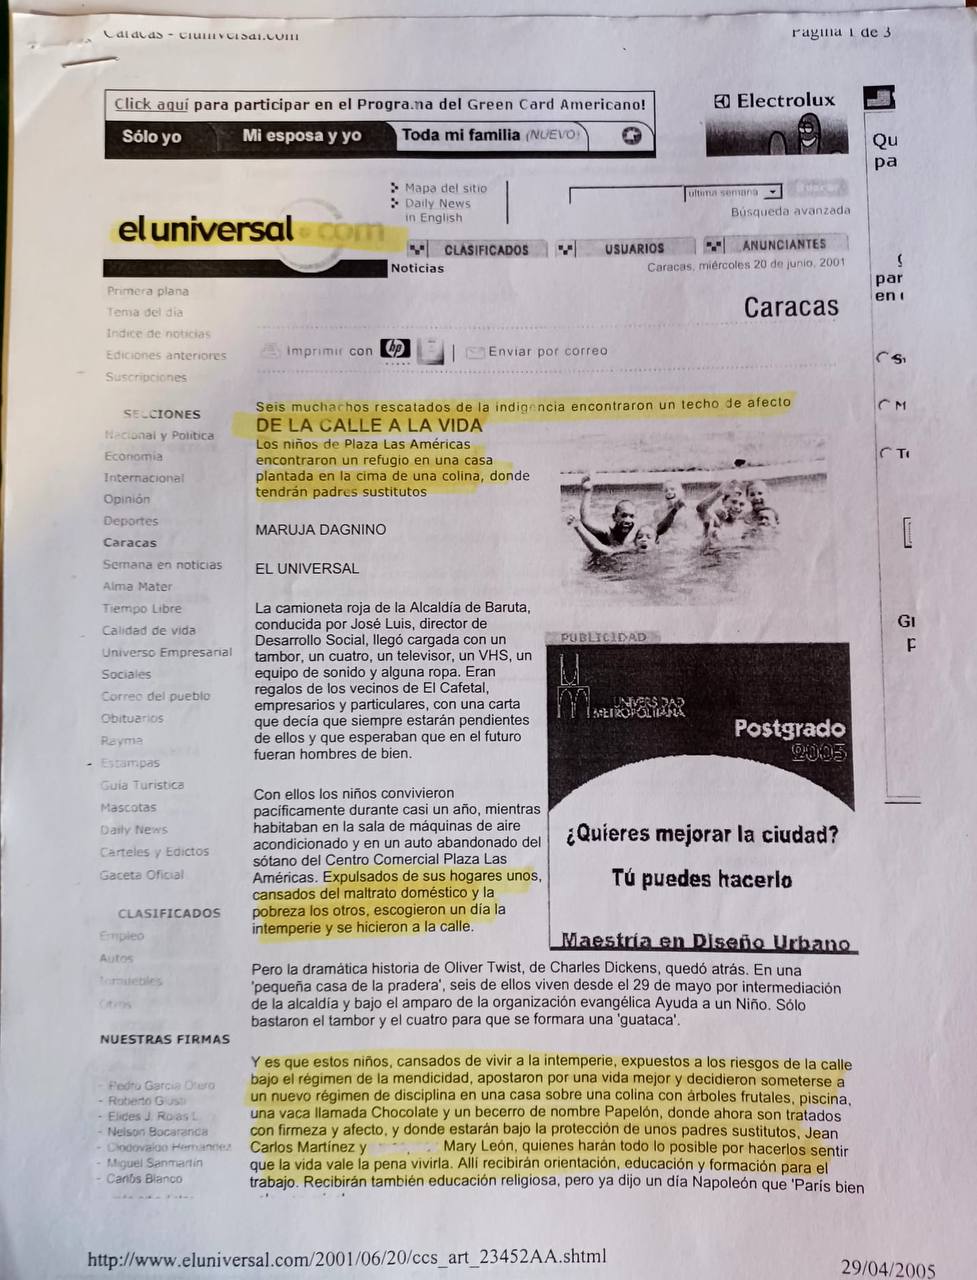 Caracas - eluniversal.com
Página 1 de 3
Click aquí para participar en el Programa del Green Card Americano!
Sólo yo
Mi esposa y yo
Toda mi familia (NUEVO)
Electrolux
Qu
pa
Mapa del sitio
Daily News
in English
ultima semana
Buscar
Búsqueda avanzada
el universal.com
CLASIFICADOS
USUARIOS
ANUNCIANTES
Noticias
Caracas, miércoles 20 de junio, 2001
par
en
Caracas
Primera plana
Tema del día
Indice de noticias
Ediciones anteriores
Suscripciones
Imprimir con hp
Enviar por correo
SELECCIONES
Nacional y Política
Economía
Internacional
Opinión
Deportes
Caracas
Semana en noticias
Alma Mater
Tiempo Libre
Calidad de vida
Universo Empresarial
Sociales
Correo del pueblo
Obituarios
Rayma
Estampas
Guía Turística
Mascotas
Daily News
Carteles y Edictos
Gaceta Oficial
CLASIFICADOS
Empleo
Autos
Inmuebles
Otros
NUESTRAS FIRMAS
- Pedro García Otero
- Roberto Giusti
- Elides J. Rojas L.
- Nelson Bocaranda
- Clodovaldo Hernández
- Miguel Sanmartín
- Carlos Blanco
Seis muchachos rescatados de la indigencia encontraron un techo de afecto
DE LA CALLE A LA VIDA
Los niños de Plaza Las Américas
encontraron un refugio en una casa
plantada en la cima de una colina, donde
tendrán padres sustitutos
MARUJA DAGNINO
EL UNIVERSAL
La camioneta roja de la Alcaldía de Baruta,
conducida por José Luis, director de
Desarrollo Social, llegó cargada con un
tambor, un cuatro, un televisor, un VHS, un
equipo de sonido y alguna ropa. Eran
regalos de los vecinos de El Cafetal,
empresarios y particulares, con una carta
que decía que siempre estarán pendientes
de ellos y que esperaban que en el futuro
fueran hombres de bien.
Con ellos los niños convivieron
pacíficamente durante casi un año, mientras
habitaban en la sala de máquinas de aire
acondicionado y en un auto abandonado del
sótano del Centro Comercial Plaza Las
Américas. Expulsados de sus hogares unos,
cansados del maltrato doméstico y la
pobreza los otros, escogieron un día la
intemperie y se hicieron a la calle.
PUBLICIDAD
UNIVERSIDAD
METROPOLITANA
Postgrado
2005
¿Quieres mejorar la ciudad?
Tú puedes hacerlo
Maestría en Diseño Urbano
Pero la dramática historia de Oliver Twist, de Charles Dickens, quedó atrás. En una
'pequeña casa de la pradera', seis de ellos viven desde el 29 de mayo por intermediación
de la alcaldía y bajo el amparo de la organización evangélica Ayuda a un Niño. Sólo
bastaron el tambor y el cuatro para que se formara una 'guataca'.
Y es que estos niños, cansados de vivir a la intemperie, expuestos a los riesgos de la calle
bajo el régimen de la mendicidad, apostaron por una vida mejor y decidieron someterse a
un nuevo régimen de disciplina en una casa sobre una colina con árboles frutales, piscina,
una vaca llamada Chocolate y un becerro de nombre Papelón, donde ahora son tratados
con firmeza y afecto, y donde estarán bajo la protección de unos padres sustitutos, Jean
Carlos Martínez y Mary León, quienes harán todo lo posible por hacerlos sentir
que la vida vale la pena vivirla. Allí recibirán orientación, educación y formación para el
trabajo. Recibirán también educación religiosa, pero ya dijo un día Napoleón que 'París bien
http://www.eluniversal.com/2001/06/20/ccs_art_23452AA.shtml
29/04/2005